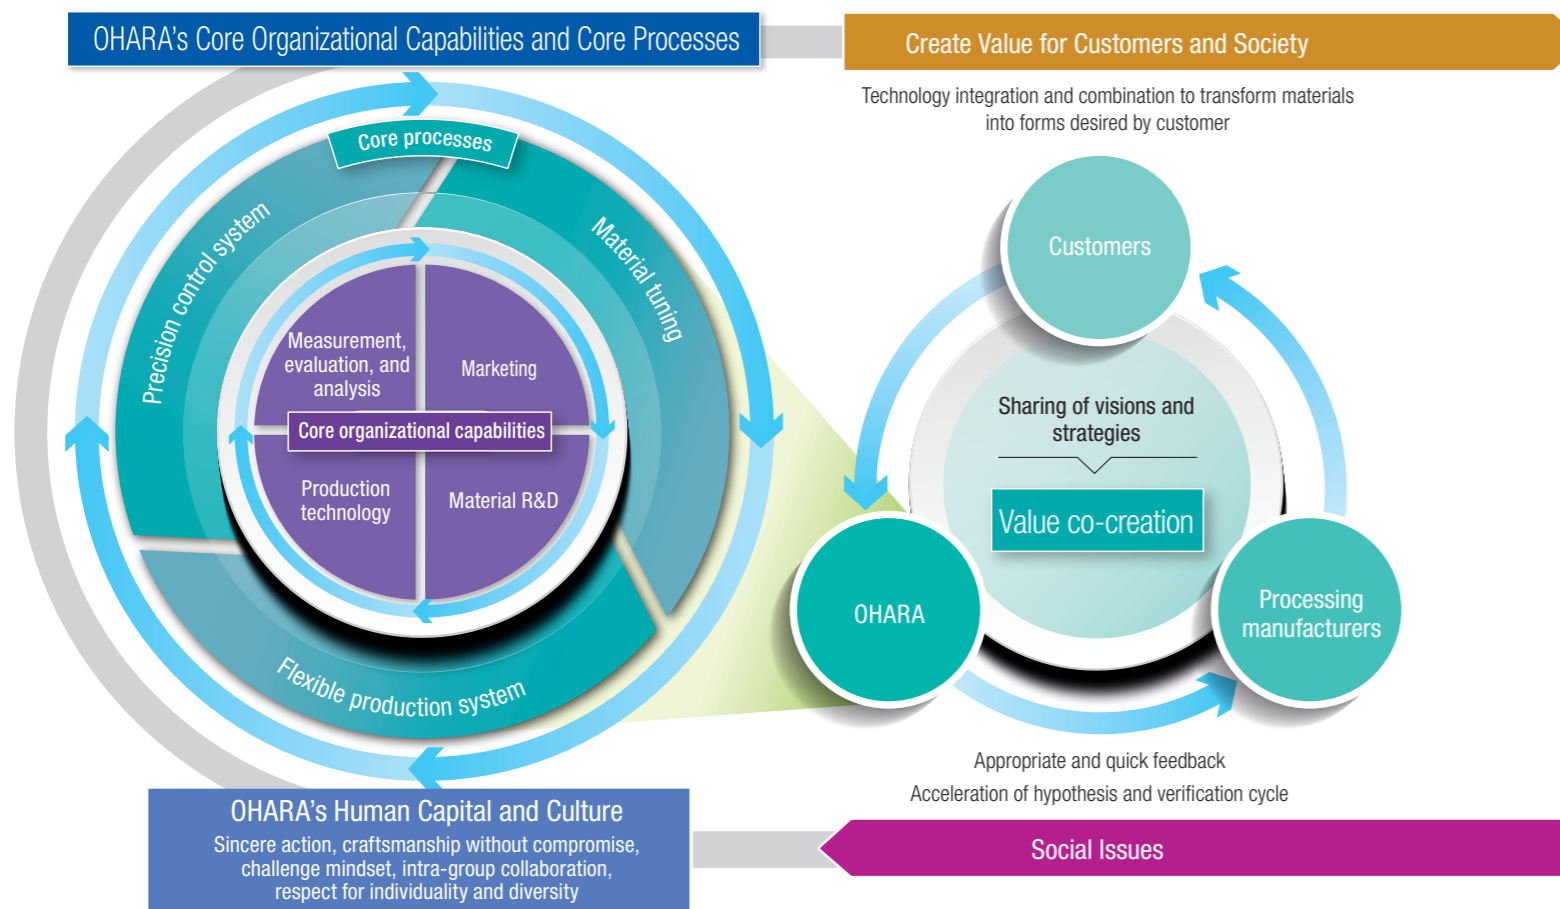 OHARA's Core Organizational Capabilities and Core Processes
Create Value for Customers and Society
Technology integration and combination to transform materials
into forms desired by customer
Core processes
Precision control system
Material tuning
Flexible production system
Measurement,
evaluation, and
analysis
Marketing
Core organizational capabilities
Production
technology
Material R&D
Customers
Sharing of visions and
strategies
Value co-creation
OHARA
Processing
manufacturers
Appropriate and quick feedback
Acceleration of hypothesis and verification cycle
OHARA's Human Capital and Culture
Sincere action, craftsmanship without compromise,
challenge mindset, intra-group collaboration,
respect for individuality and diversity
Social Issues